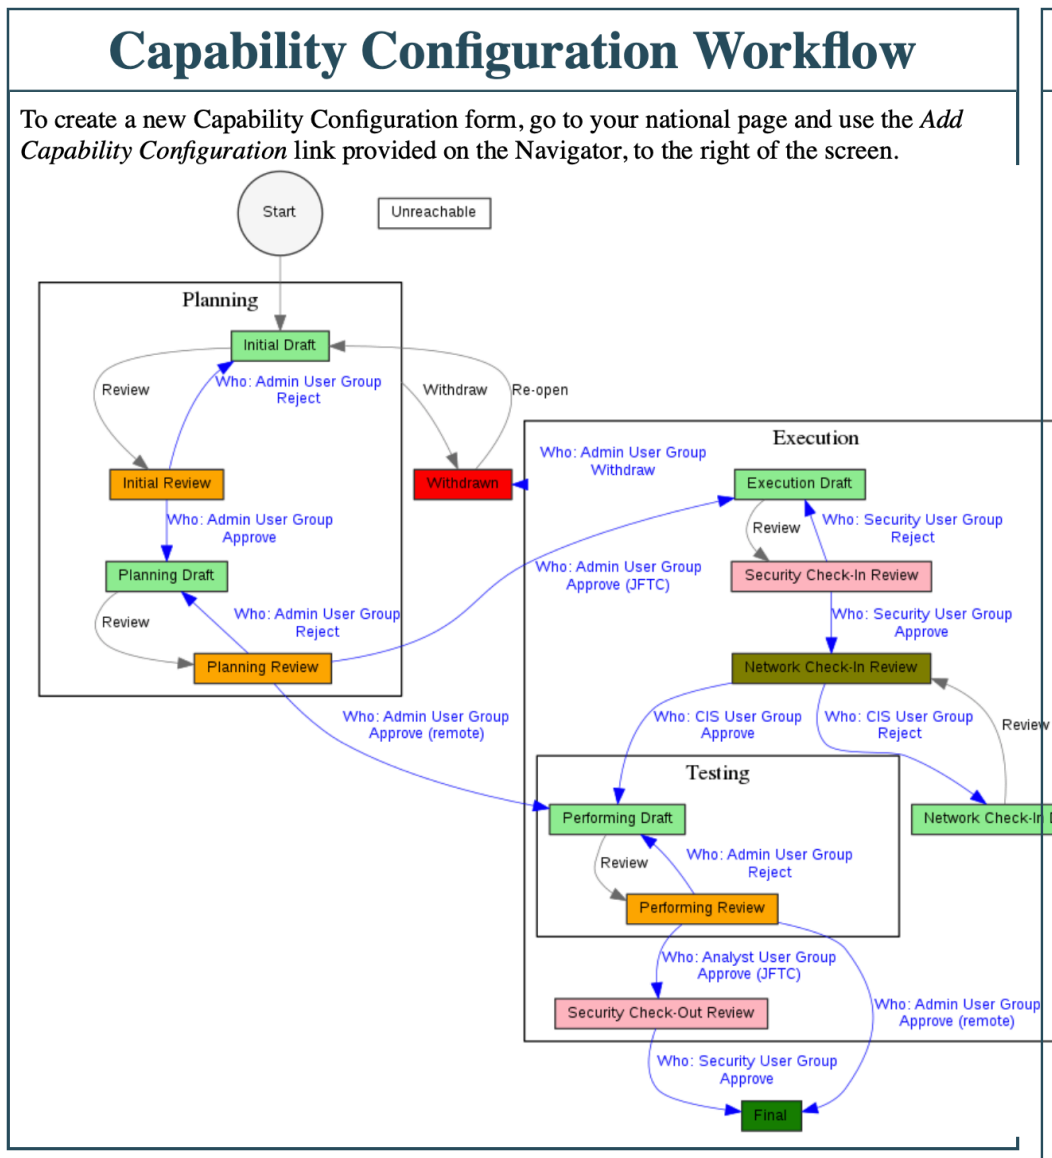 Capability Configuration Workflow
To create a new Capability Configuration form, go to your national page and use the Add
Capability Configuration link provided on the Navigator, to the right of the screen.
Start
Unreachable
Planning
Initial Draft
Review
Who: Admin User Group
Reject
Withdraw
Re-open
Initial Review
Withdrawn
Who: Admin User Group
Approve
Planning Draft
Review
Who: Admin User Group
Reject
Planning Review
Who: Admin User Group
Approve (JFTC)
Who: Admin User Group
Approve (remote)
Execution
Who: Admin User Group
Withdraw
Execution Draft
Review
Who: Security User Group
Reject
Security Check-In Review
Who: Security User Group
Approve
Network Check-In Review
Who: CIS User Group
Approve
Who: CIS User Group
Reject
Review
Testing
Performing Draft
Network Check-In
Review
Who: Admin User Group
Reject
Performing Review
Who: Analyst User Group
Approve (JFTC)
Who: Admin User Group
Approve (remote)
Security Check-Out Review
Who: Security User Group
Approve
Final